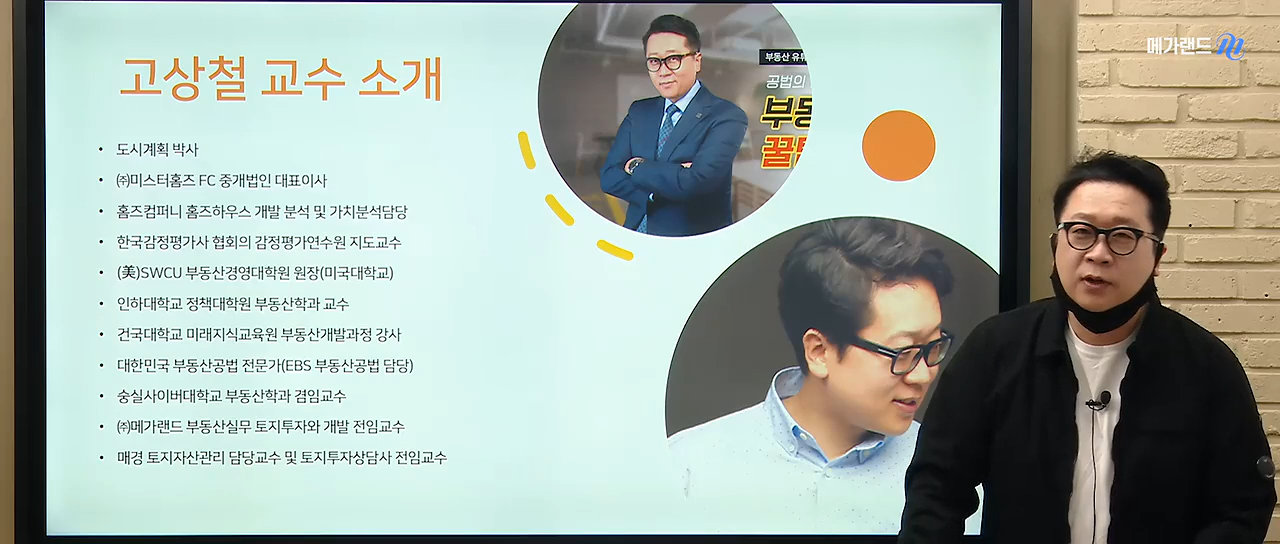 고상철 교수 소개
• 도시계획 박사
• ㈜미스터홈즈 FC 중개법인 대표이사
• 홈즈컴퍼니 홈즈하우스 개발 분석 및 가치분석담당
• 한국감정평가사 협회의 감정평가연수원 지도교수
• (美)SWCU 부동산경영대학원 원장(미국대학교)
• 인하대학교 정책대학원 부동산학과 교수
• 건국대학교 미래지식교육원 부동산개발과정 강사
• 대한민국 부동산공법 전문가(EBS 부동산공법 담당)
• 숭실사이버대학교 부동산학과 겸임교수
• ㈜메가랜드 부동산실무 토지투자와 개발 전임교수
• 매경 토지자산관리 담당교수 및 토지투자상담사 전임교수
부동산 유
공법의
부동
꿀
메가랜드 m